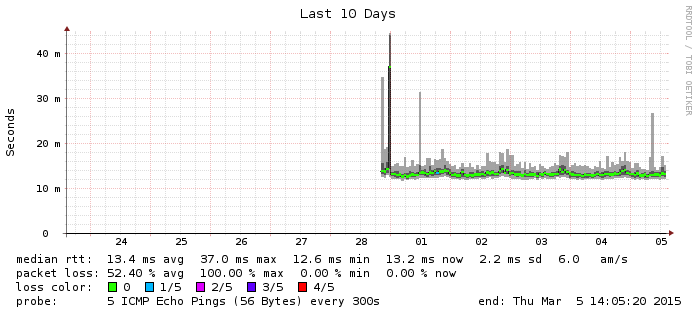 Last 10 Days
RRDTOOL / TOBI OETIKER
Seconds
40 m
30 m
20 m
10 m
0
24 25 26 27 28 01 02 03 04 05
median rtt: 13.4 ms avg 37.0 ms max 12.6 ms min 13.2 ms now 2.2 ms sd 6.0 am/s
packet loss: 52.40 % avg 100.00 % max 0.00 % min 0.00 % now
loss color: 0 1/5 2/5 3/5 4/5
probe: 5 ICMP Echo Pings (56 Bytes) every 300s end: Thu Mar 5 14:05:20 2015